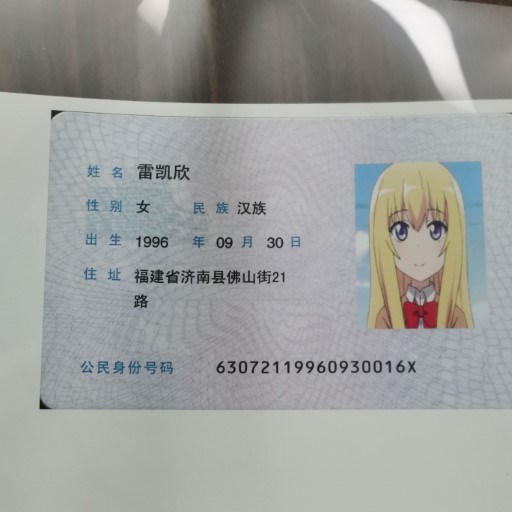 姓名 雷凯欣
性别 女 民族 汉族
出生 1996 年 09 月 30 日
住址 福建省济南县佛山街21
路
公民身份号码 63072119960930016X